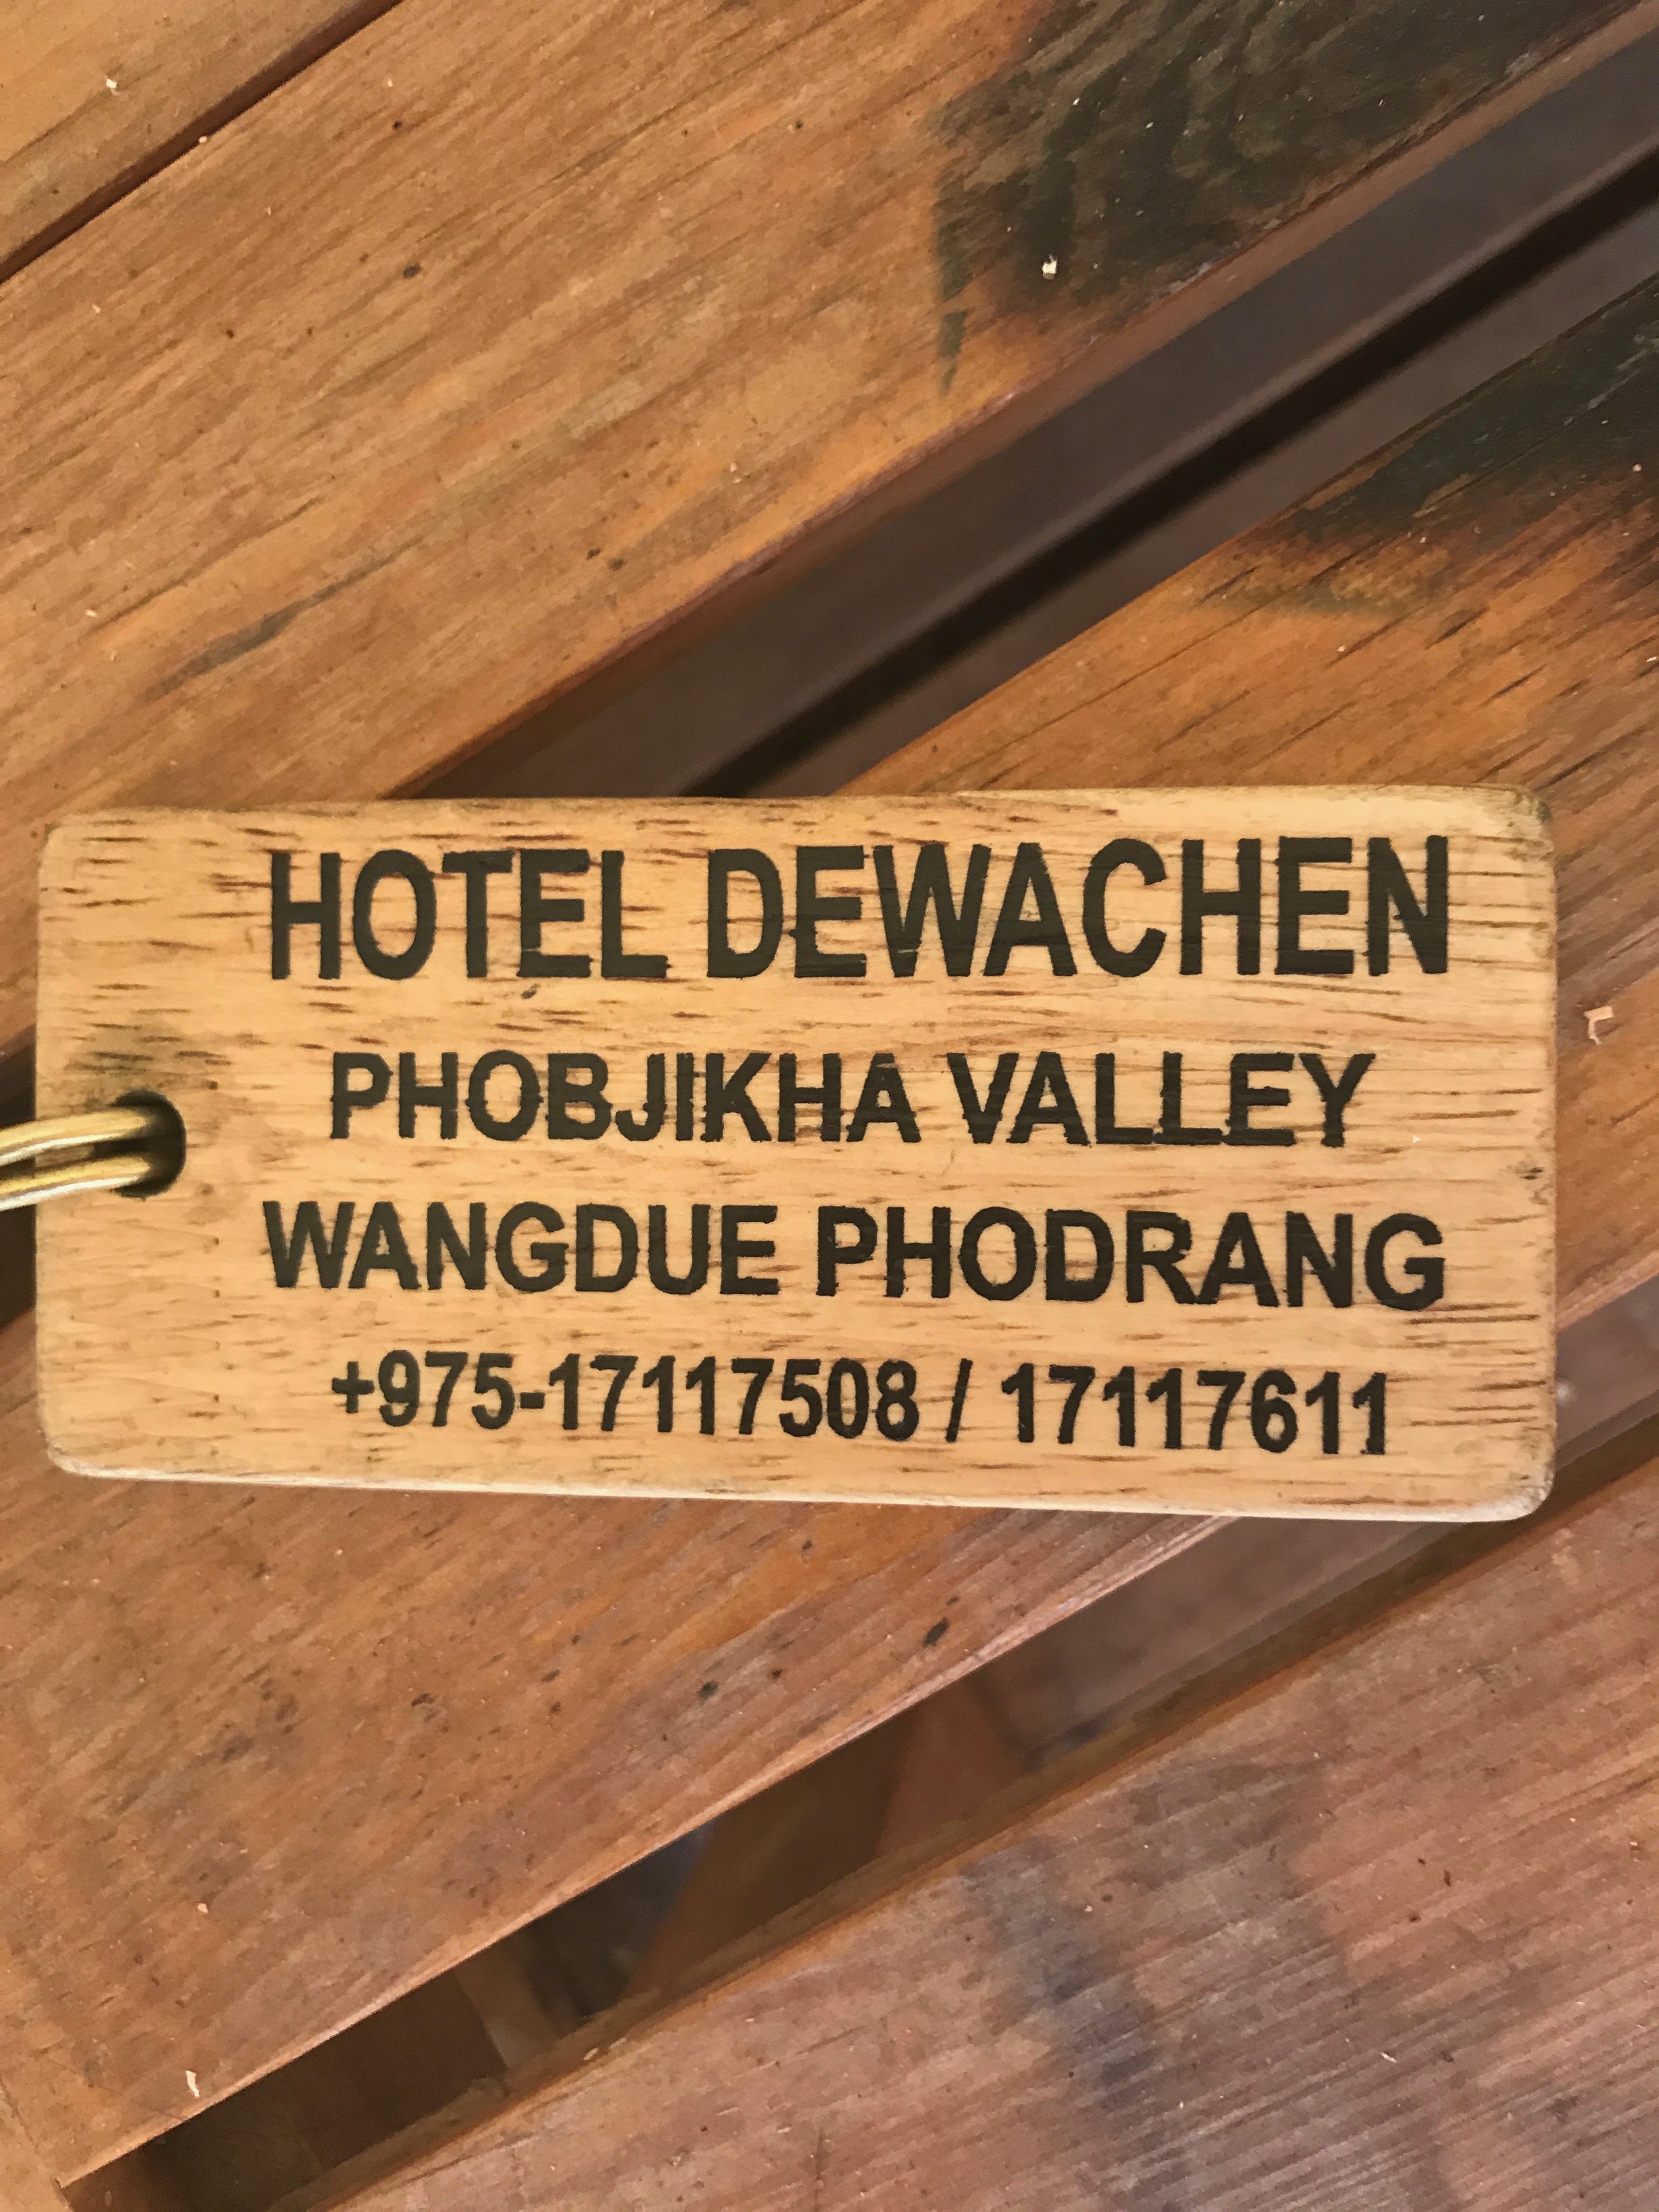 HOTEL DEWACHEN
PHOBJIKHA VALLEY
WANGDUE PHODRANG
+975-17117508 / 17117611